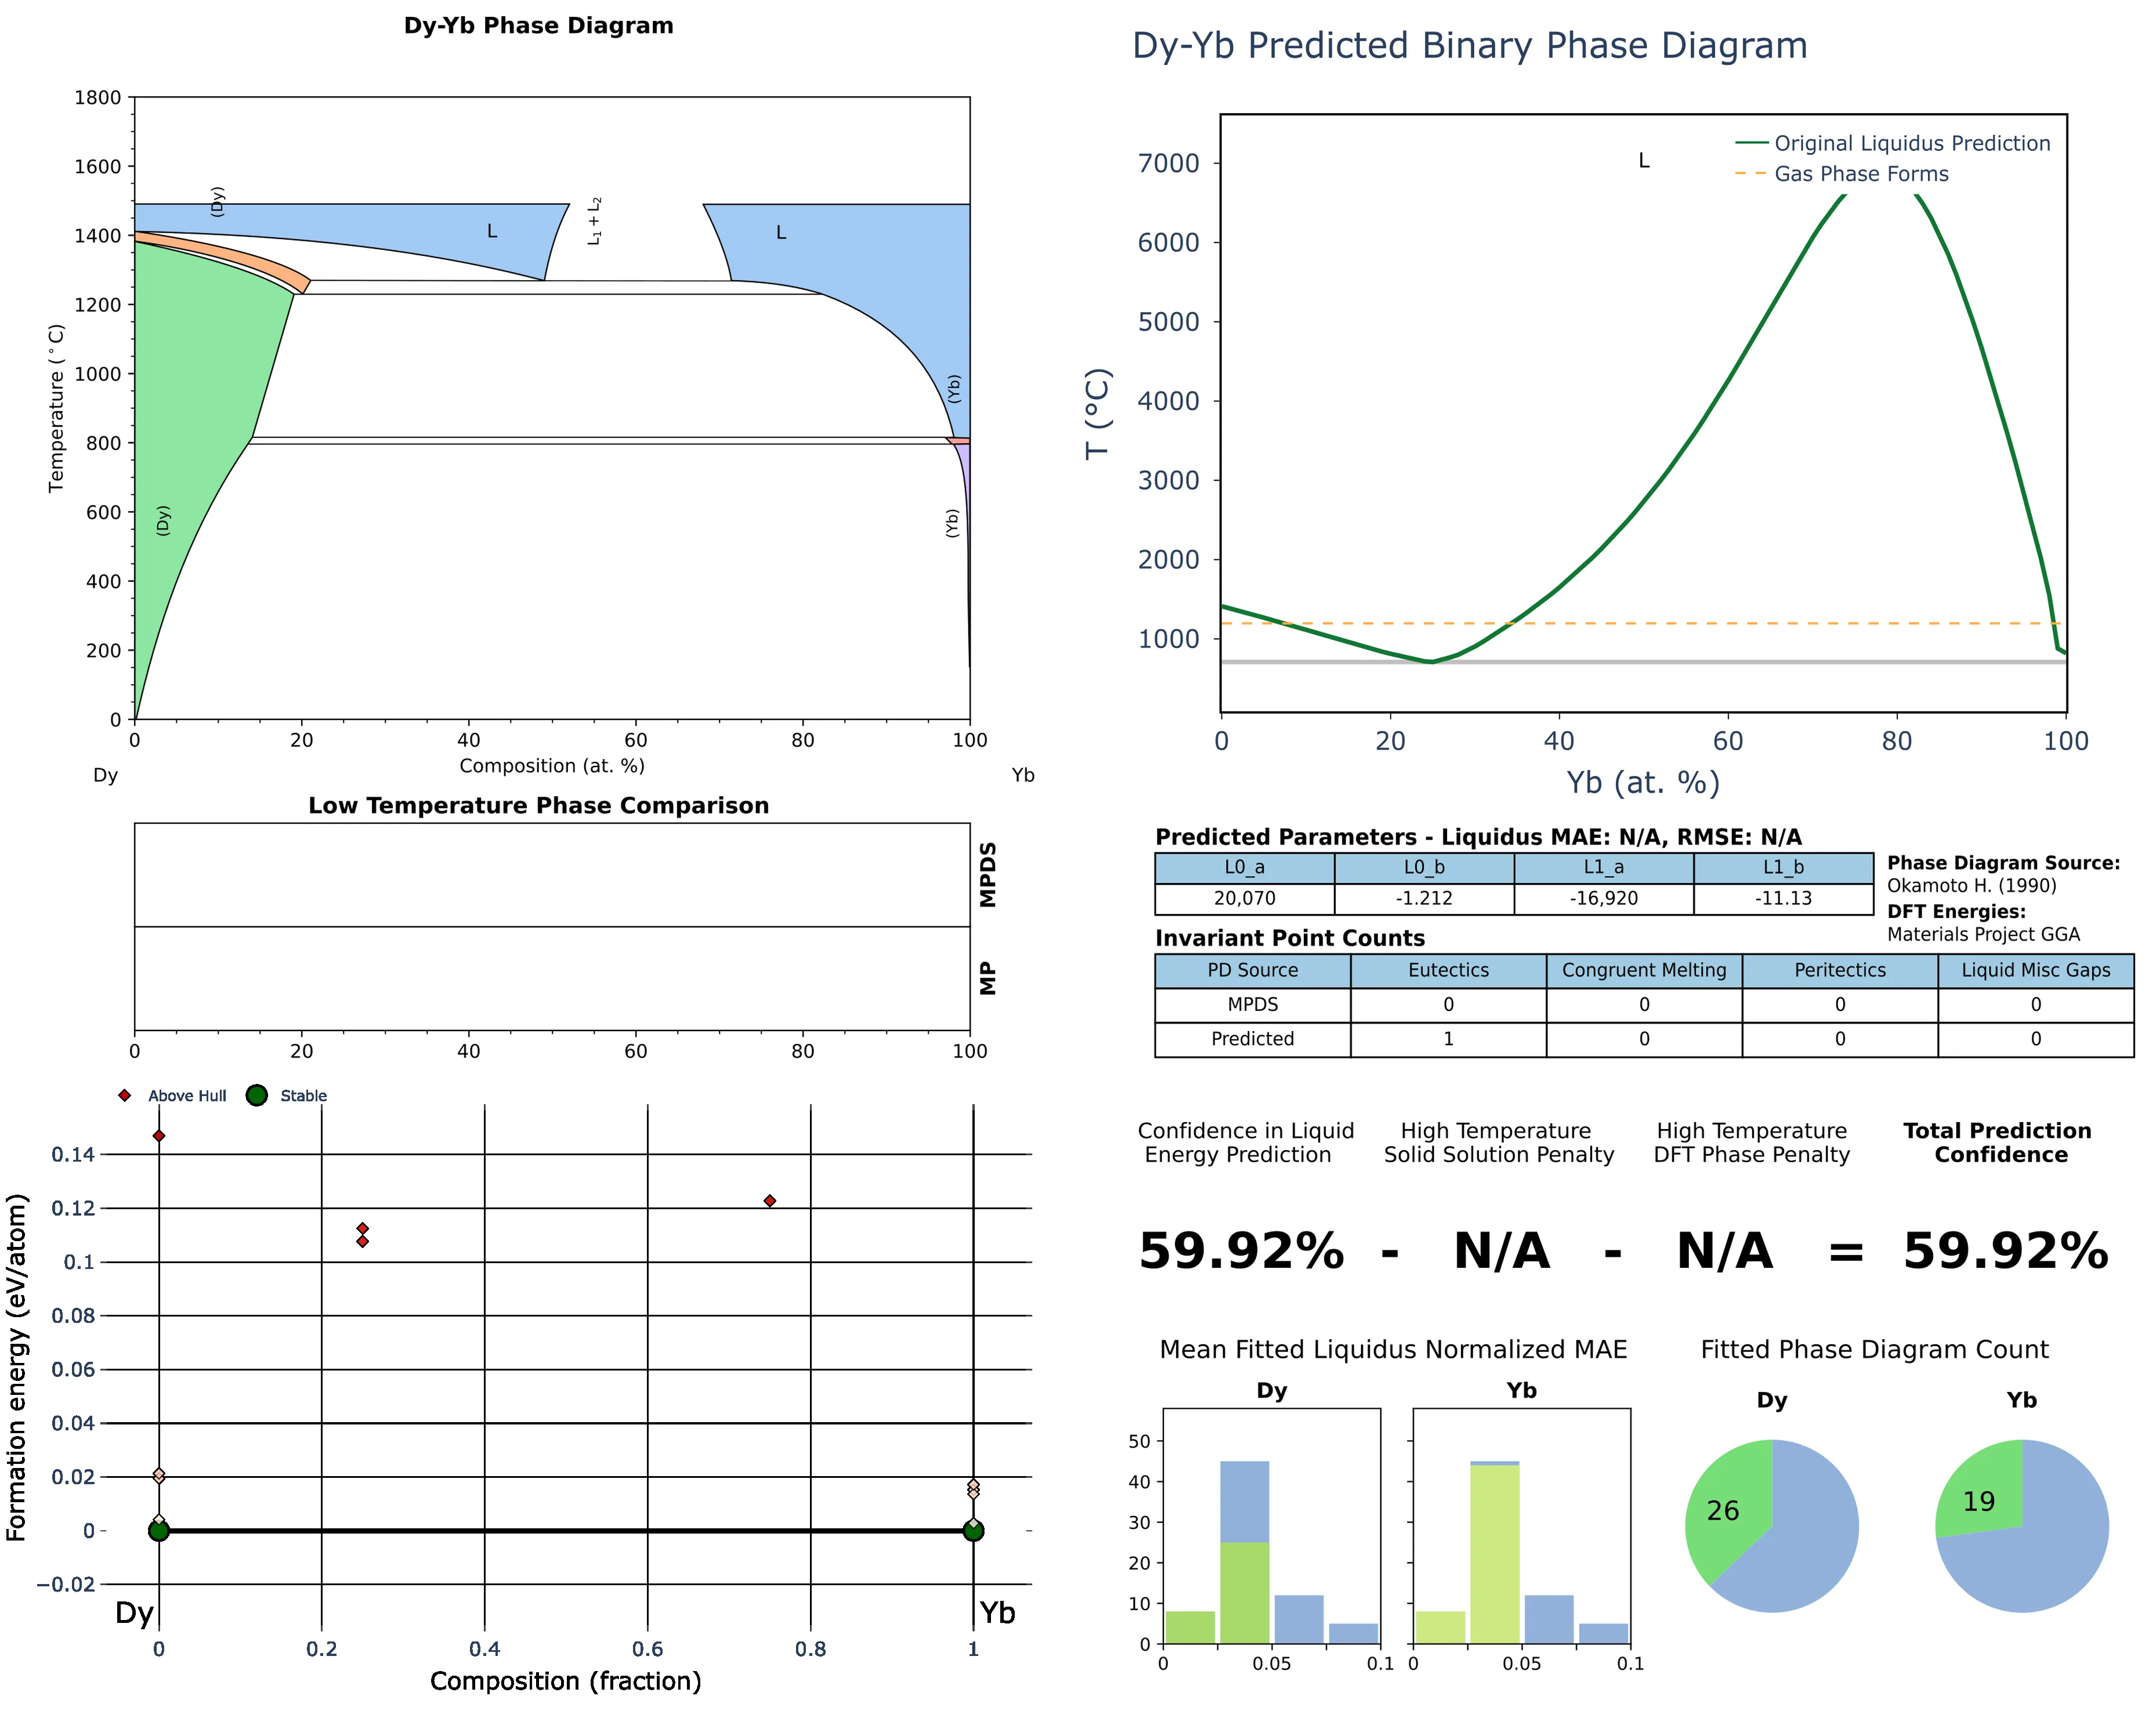 Dy-Yb Phase Diagram
1800
1600
1400
1200
1000
800
600
400
200
0
Temperature (°C)
(Dy)
L
L1 + L2
L
(Yb)
(Dy)
(Yb)
0 20 40 60 80 100
Composition (at. %)
Dy Yb
Low Temperature Phase Comparison
MPDS
MP
0 20 40 60 80 100
Above Hull Stable
0.14
0.12
0.1
0.08
0.06
0.04
0.02
0
−0.02
Formation energy (eV/atom)
Dy Yb
0 0.2 0.4 0.6 0.8 1
Composition (fraction)
Dy-Yb Predicted Binary Phase Diagram
L
Original Liquidus Prediction
Gas Phase Forms
7000
6000
5000
4000
3000
2000
1000
T (°C)
0 20 40 60 80 100
Yb (at. %)
Predicted Parameters - Liquidus MAE: N/A, RMSE: N/A
L0_a L0_b L1_a L1_b
20,070 -1.212 -16,920 -11.13
Phase Diagram Source:
Okamoto H. (1990)
DFT Energies:
Materials Project GGA
Invariant Point Counts
PD Source Eutectics Congruent Melting Peritectics Liquid Misc Gaps
MPDS 0 0 0 0
Predicted 1 0 0 0
Confidence in Liquid
Energy Prediction
High Temperature
Solid Solution Penalty
High Temperature
DFT Phase Penalty
Total Prediction
Confidence
59.92% - N/A - N/A = 59.92%
Mean Fitted Liquidus Normalized MAE
Dy Yb
50
40
30
20
10
0
0 0.05 0.1 0 0.05 0.1
Fitted Phase Diagram Count
Dy Yb
26 19